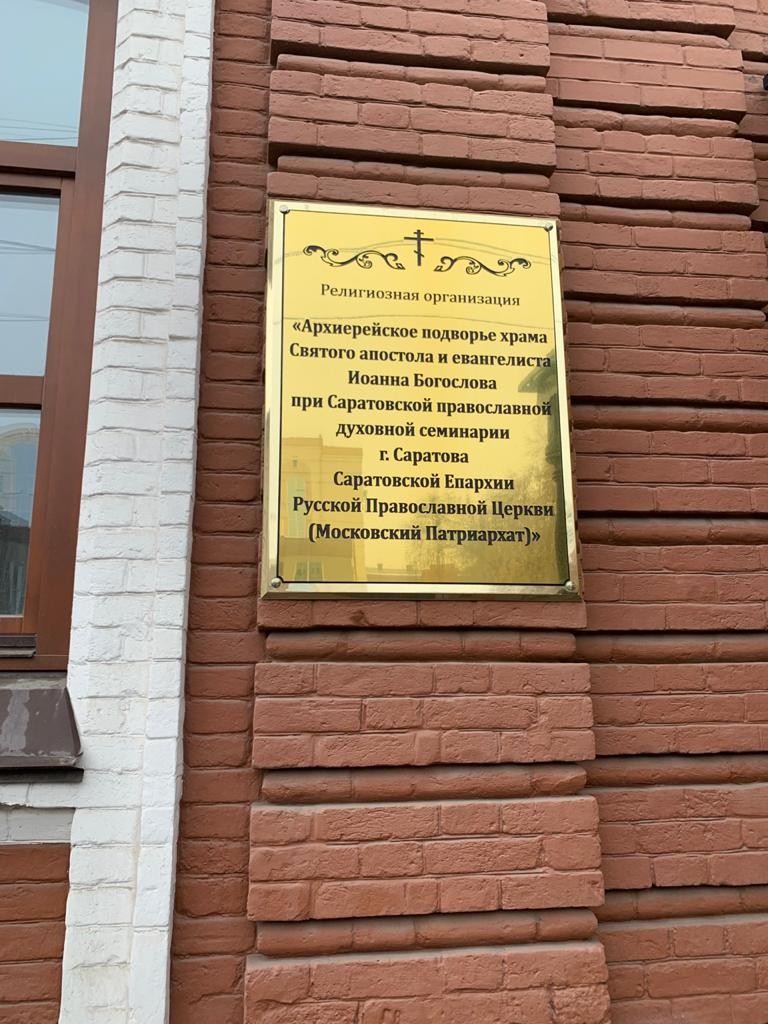 Религиозная организация
«Архиерейское подворье храма
Святого апостола и евангелиста
Иоанна Богослова
при Саратовской православной
духовной семинарии
г. Саратова
Саратовской Епархии
Русской Православной Церкви
(Московский Патриархат)»